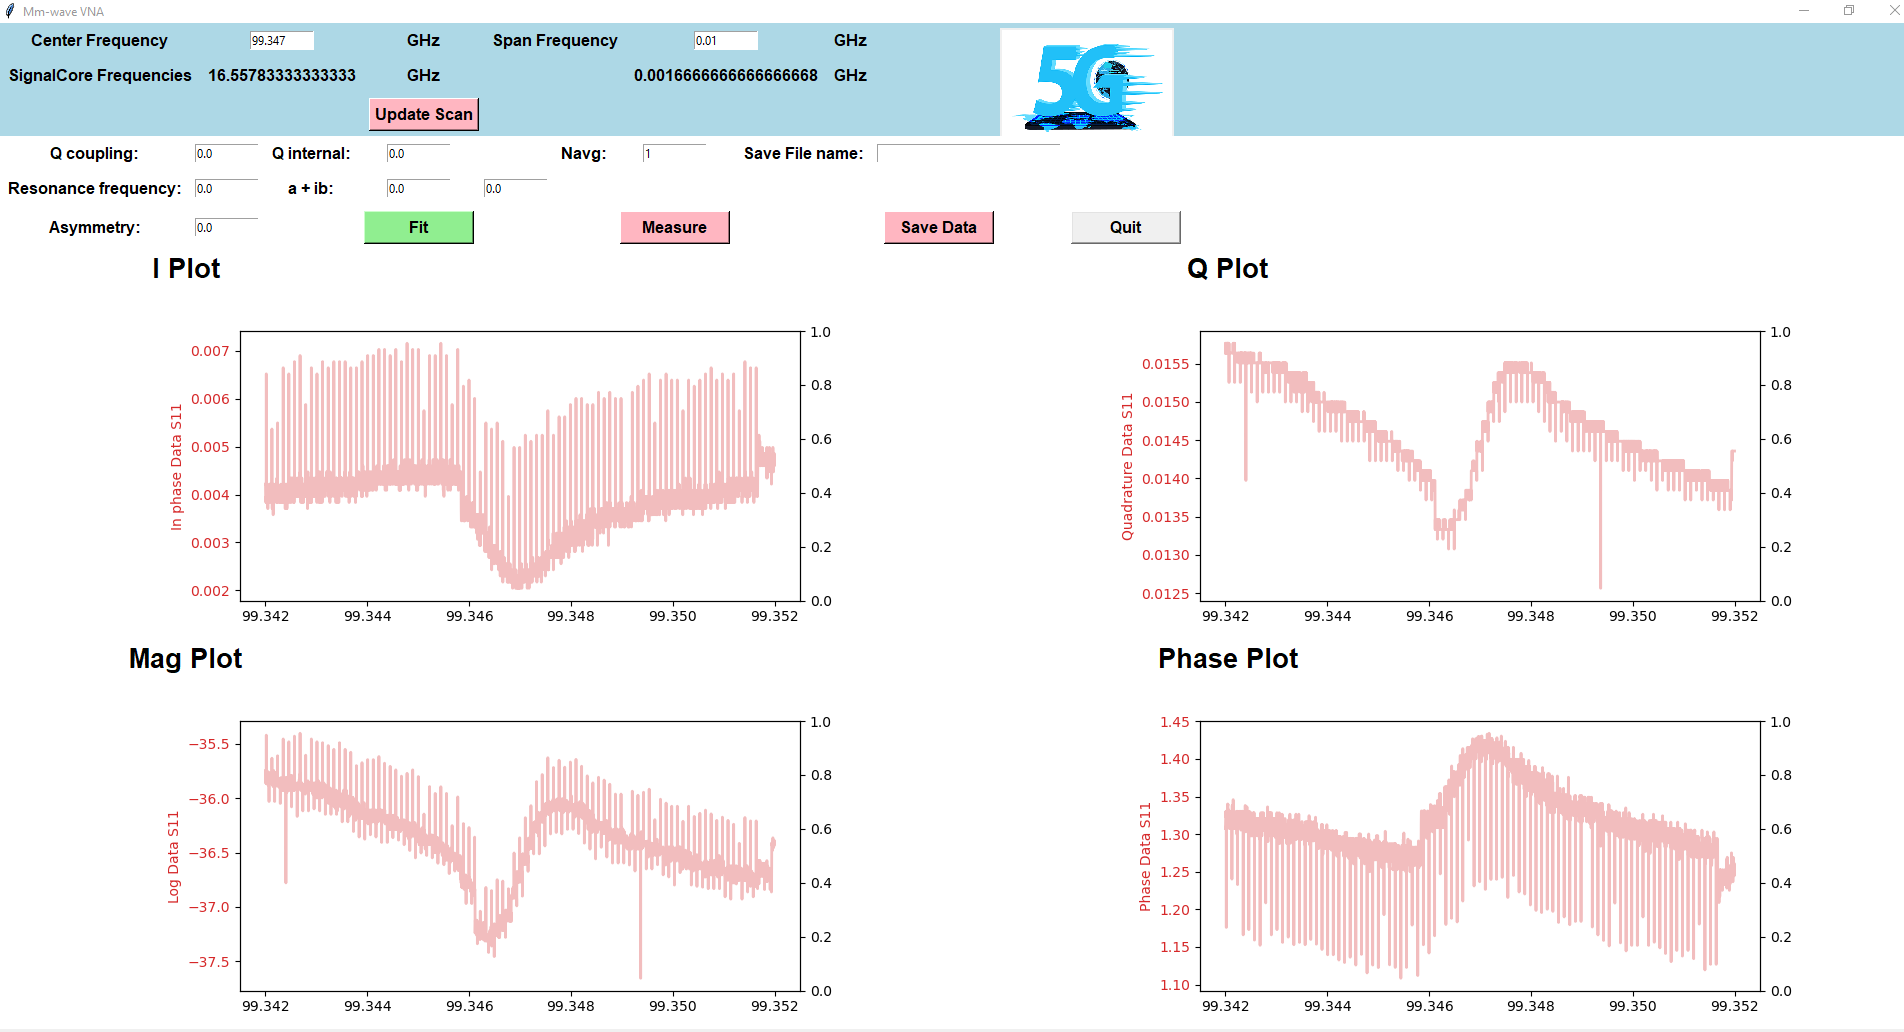 Mm-wave VNA
Center Frequency 99.347 GHz Span Frequency 0.01 GHz
SignalCore Frequencies 16.55783333333333 GHz 0.0016666666666666668 GHz
5G
Update Scan
Q coupling: 0.0 Q internal: 0.0 Navg: 1 Save File name:
Resonance frequency: 0.0 a + ib: 0.0 0.0
Asymmetry: 0.0 Fit Measure Save Data Quit
I Plot
In phase Data S11
0.007
0.006
0.005
0.004
0.003
0.002
1.0
0.8
0.6
0.4
0.2
0.0
99.342 99.344 99.346 99.348 99.350 99.352
Q Plot
Quadrature Data S11
0.0155
0.0150
0.0145
0.0140
0.0135
0.0130
0.0125
1.0
0.8
0.6
0.4
0.2
0.0
99.342 99.344 99.346 99.348 99.350 99.352
Mag Plot
Log Data S11
−35.5
−36.0
−36.5
−37.0
−37.5
1.0
0.8
0.6
0.4
0.2
0.0
99.342 99.344 99.346 99.348 99.350 99.352
Phase Plot
Phase Data S11
1.45
1.40
1.35
1.30
1.25
1.20
1.15
1.10
1.0
0.8
0.6
0.4
0.2
0.0
99.342 99.344 99.346 99.348 99.350 99.352